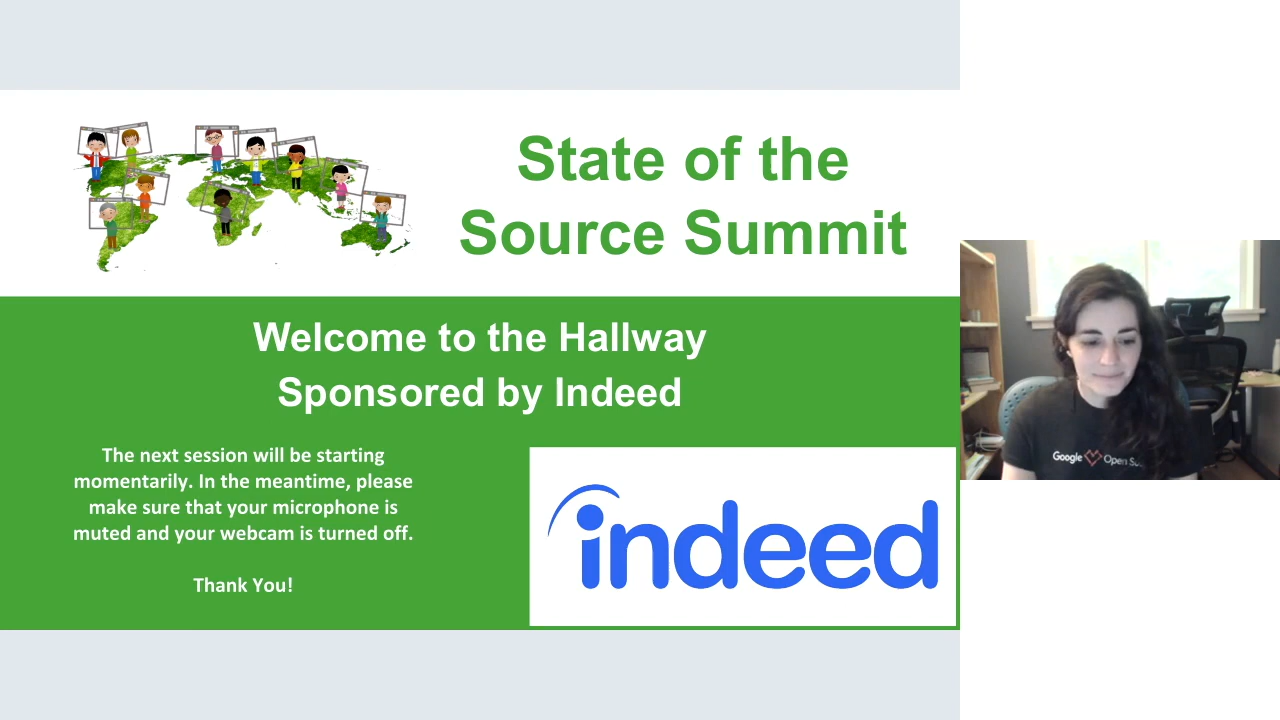 State of the
Source Summit
Welcome to the Hallway
Sponsored by Indeed
The next session will be starting
momentarily. In the meantime, please
make sure that your microphone is
muted and your webcam is turned off.
Thank You!
indeed
Google Open